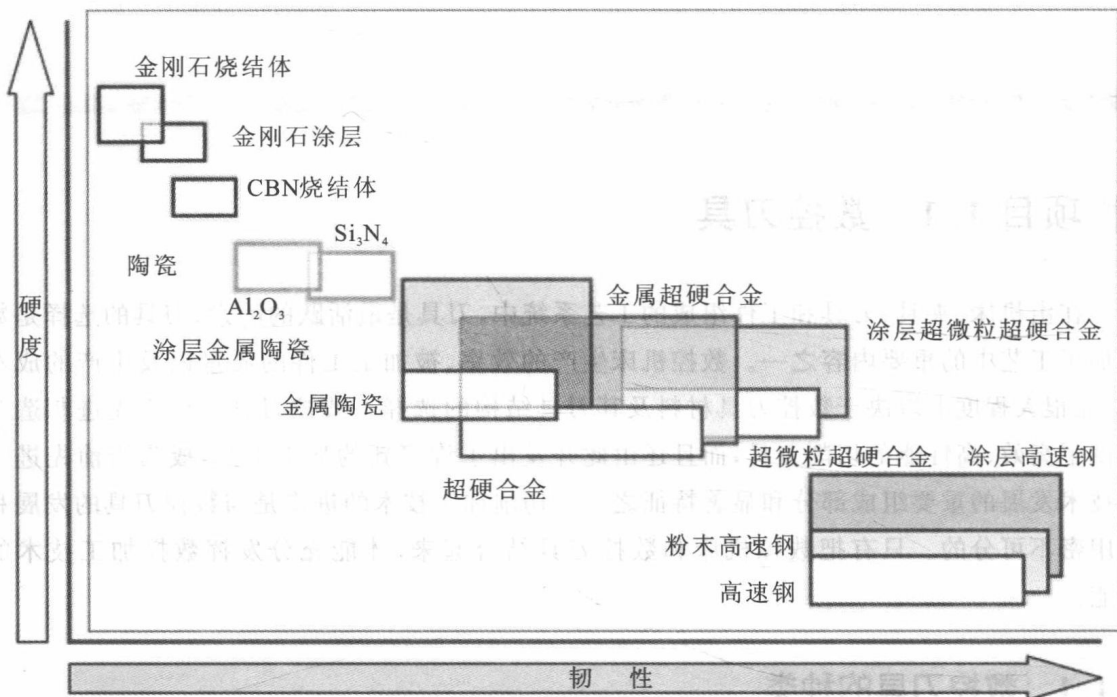 金刚石烧结体
金刚石涂层
CBN烧结体
Si₃N₄
陶瓷
Al₂O₃
金属超硬合金
涂层超微粒超硬合金
涂层金属陶瓷
金属陶瓷
超硬合金
超微粒超硬合金
涂层高速钢
粉末高速钢
高速钢
硬度
韧 性